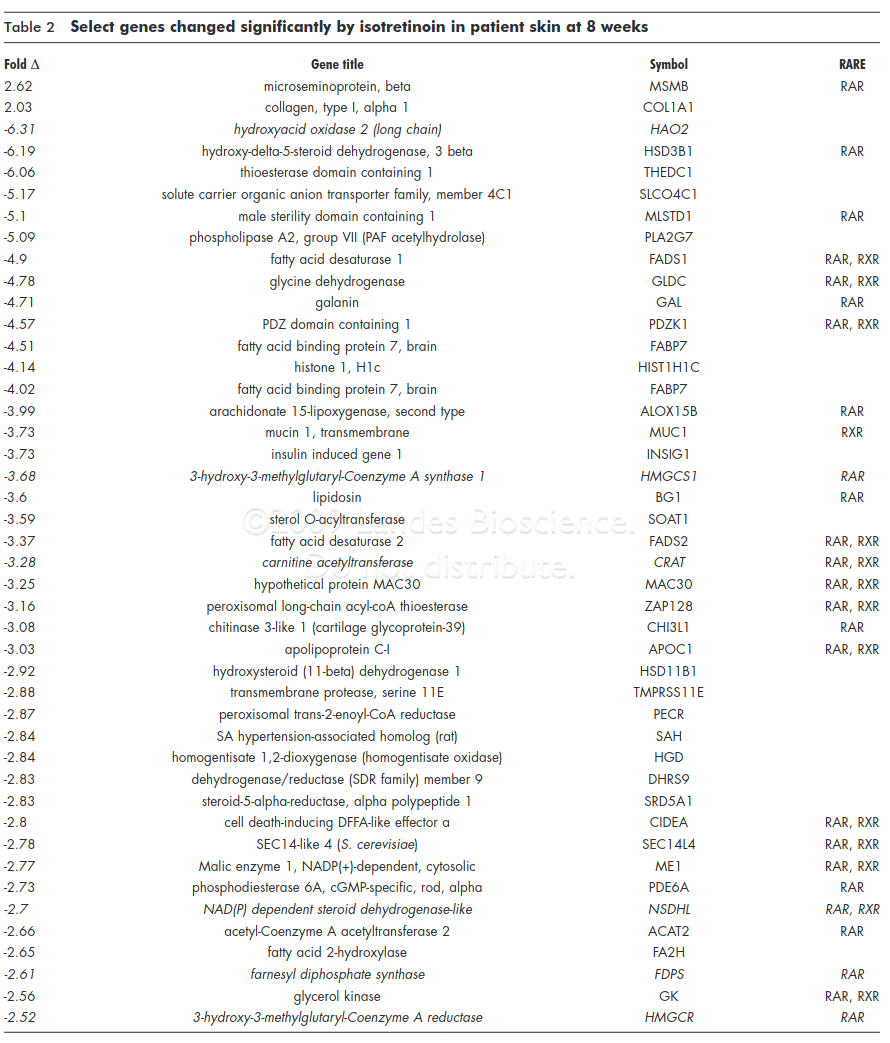 Table 2 Select genes changed significantly by isotretinoin in patient skin at 8 weeks
Fold Δ Gene title Symbol RARE
2.62 microseminoprotein, beta MSMB RAR
2.03 collagen, type I, alpha 1 COL1A1
-6.31 hydroxyacid oxidase 2 (long chain) HAO2
-6.19 hydroxy-delta-5-steroid dehydrogenase, 3 beta HSD3B1 RAR
-6.06 thioesterase domain containing 1 THEDC1
-5.17 solute carrier organic anion transporter family, member 4C1 SLCO4C1
-5.1 male sterility domain containing 1 MLSTD1 RAR
-5.09 phospholipase A2, group VII (PAF acetylhydrolase) PLA2G7
-4.9 fatty acid desaturase 1 FADS1 RAR, RXR
-4.78 glycine dehydrogenase GLDC RAR, RXR
-4.71 galanin GAL RAR
-4.57 PDZ domain containing 1 PDZK1 RAR, RXR
-4.51 fatty acid binding protein 7, brain FABP7
-4.14 histone 1, H1c HIST1H1C
-4.02 fatty acid binding protein 7, brain FABP7
-3.99 arachidonate 15-lipoxygenase, second type ALOX15B RAR
-3.73 mucin 1, transmembrane MUC1 RXR
-3.73 insulin induced gene 1 INSIG1
-3.68 3-hydroxy-3-methylglutaryl-Coenzyme A synthase 1 HMGCS1 RAR
-3.6 lipidosin BG1 RAR
©2009 Landes Bioscience.
-3.59 sterol O-acyltransferase SOAT1
-3.37 fatty acid desaturase 2 FADS2 RAR, RXR
-3.28 carnitine acetyltransferase CRAT RAR, RXR
Do not distribute.
-3.25 hypothetical protein MAC30 MAC30 RAR, RXR
-3.16 peroxisomal long-chain acyl-coA thioesterase ZAP128 RAR, RXR
-3.08 chitinase 3-like 1 (cartilage glycoprotein-39) CHI3L1 RAR
-3.03 apolipoprotein C-I APOC1 RAR, RXR
-2.92 hydroxysteroid (11-beta) dehydrogenase 1 HSD11B1
-2.88 transmembrane protease, serine 11E TMPRSS11E
-2.87 peroxisomal trans-2-enoyl-CoA reductase PECR
-2.84 SA hypertension-associated homolog (rat) SAH
-2.84 homogentisate 1,2-dioxygenase (homogentisate oxidase) HGD
-2.83 dehydrogenase/reductase (SDR family) member 9 DHRS9
-2.83 steroid-5-alpha-reductase, alpha polypeptide 1 SRD5A1
-2.8 cell death-inducing DFFA-like effector a CIDEA RAR, RXR
-2.78 SEC14-like 4 (S. cerevisiae) SEC14L4 RAR, RXR
-2.77 Malic enzyme 1, NADP(+)-dependent, cytosolic ME1 RAR, RXR
-2.73 phosphodiesterase 6A, cGMP-specific, rod, alpha PDE6A RAR
-2.7 NAD(P) dependent steroid dehydrogenase-like NSDHL RAR, RXR
-2.66 acetyl-Coenzyme A acetyltransferase 2 ACAT2 RAR
-2.65 fatty acid 2-hydroxylase FA2H
-2.61 farnesyl diphosphate synthase FDPS RAR
-2.56 glycerol kinase GK RAR, RXR
-2.52 3-hydroxy-3-methylglutaryl-Coenzyme A reductase HMGCR RAR